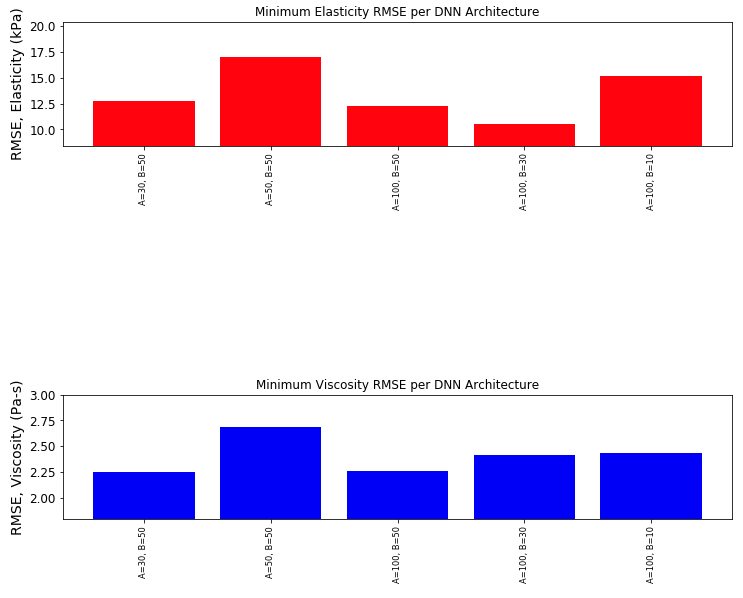 Minimum Elasticity RMSE per DNN Architecture
RMSE, Elasticity (kPa)
20.0
17.5
15.0
12.5
10.0
A=30, B=50
A=50, B=50
A=100, B=50
A=100, B=30
A=100, B=10
Minimum Viscosity RMSE per DNN Architecture
RMSE, Viscosity (Pa-s)
3.00
2.75
2.50
2.25
2.00
A=30, B=50
A=50, B=50
A=100, B=50
A=100, B=30
A=100, B=10